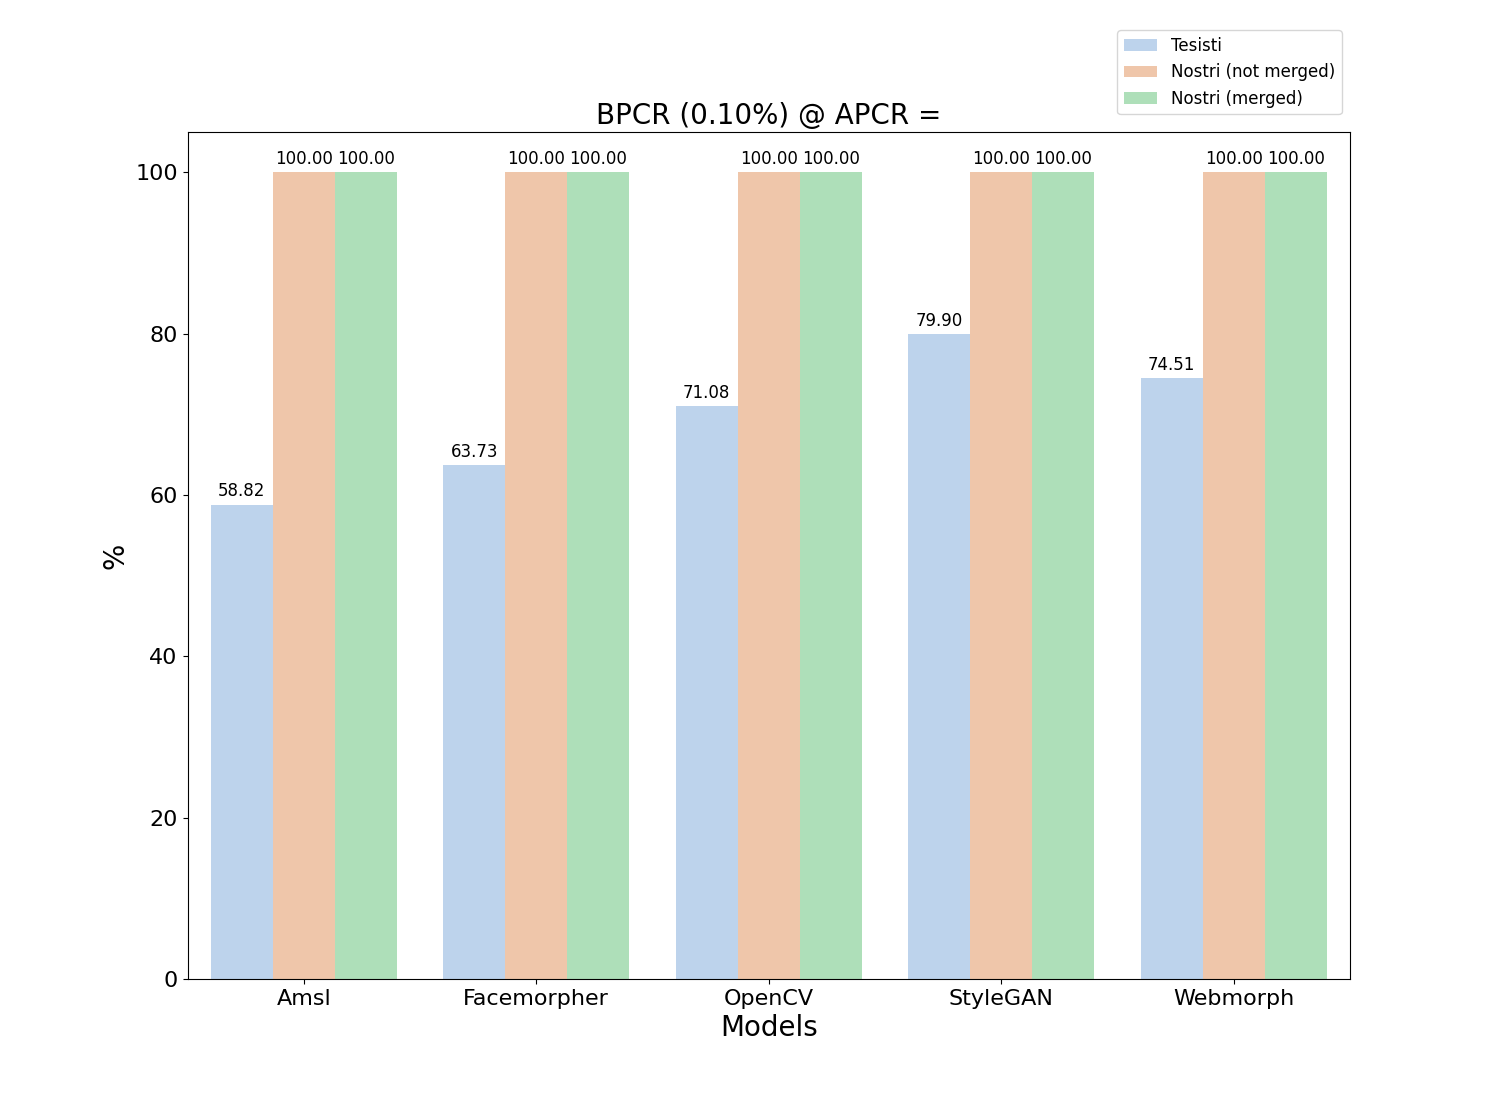 Tesisti
Nostri (not merged)
Nostri (merged)
BPCR (0.10%) @ APCR =
100.00 100.00 100.00 100.00 100.00 100.00 100.00 100.00 100.00 100.00
100
79.90
80
74.51
71.08
63.73
60
58.82
%
40
20
0
Amsl Facemorpher OpenCV StyleGAN Webmorph
Models